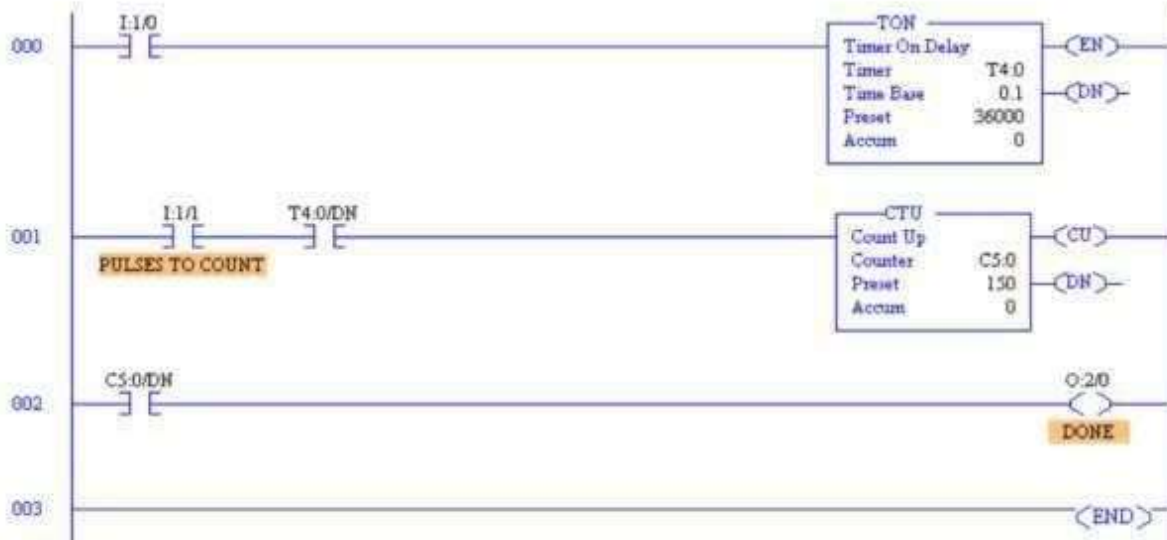 I:1/0
000
TON
Timer On Delay
Timer T4:0
Time Base 0.1
Preset 36000
Accum 0
EN
DN
I:1/1 T4:0/DN
001
PULSES TO COUNT
CTU
Count Up
Counter C5:0
Preset 150
Accum 0
CU
DN
C5:0/DN
002
O:2/0
DONE
003
END